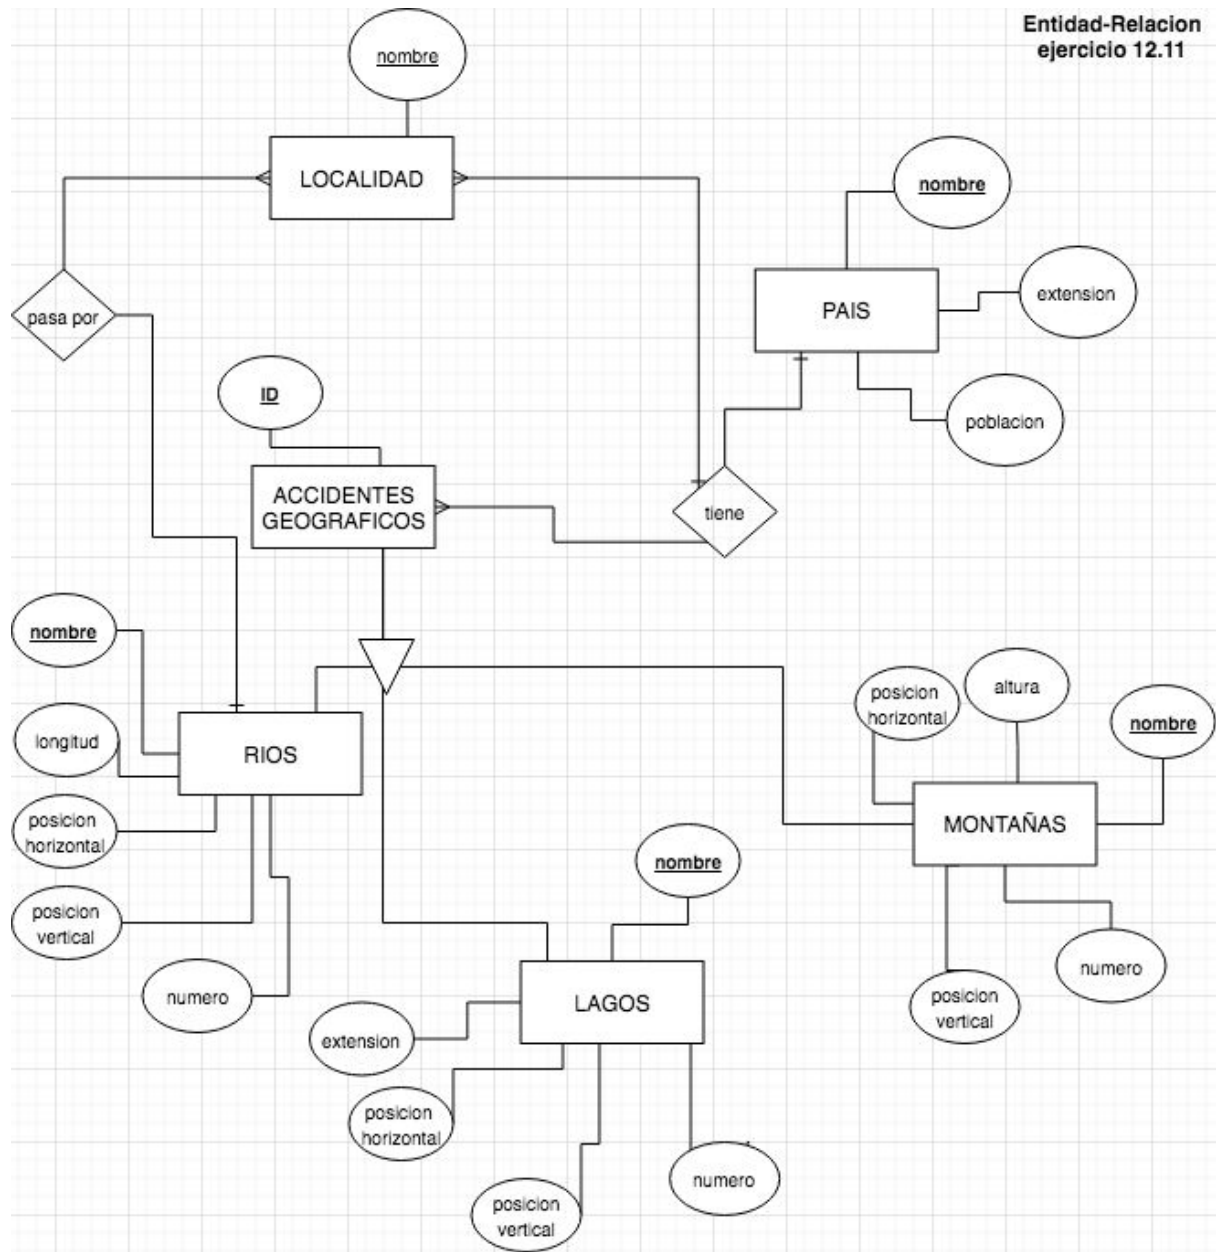 Entidad-Relacion
ejercicio 12.11
nombre
LOCALIDAD
nombre
PAIS
extension
pasa por
poblacion
ID
ACCIDENTES
GEOGRAFICOS
tiene
nombre
longitud
RIOS
posicion
horizontal
posicion
vertical
numero
posicion
horizontal
altura
nombre
MONTAÑAS
numero
posicion
vertical
nombre
LAGOS
extension
posicion
horizontal
posicion
vertical
numero